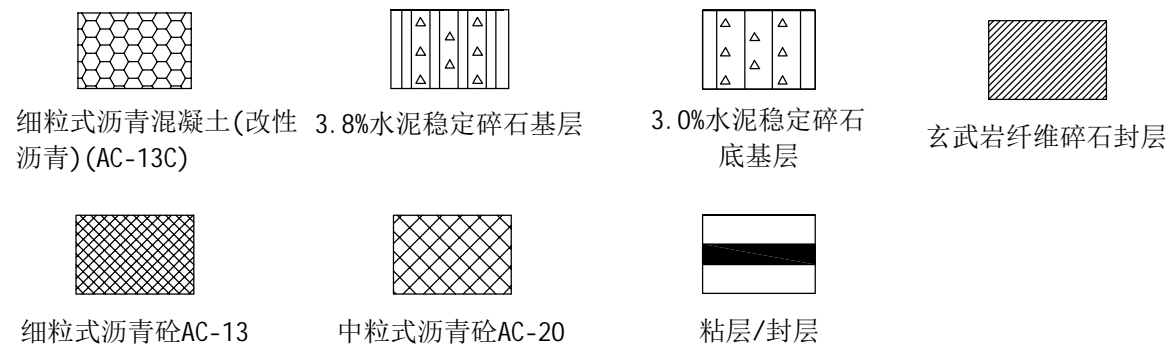 细粒式沥青混凝土(改性
沥青)(AC-13C)
3.8%水泥稳定碎石基层
3.0%水泥稳定碎石
底基层
玄武岩纤维碎石封层
细粒式沥青砼AC-13
中粒式沥青砼AC-20
粘层/封层